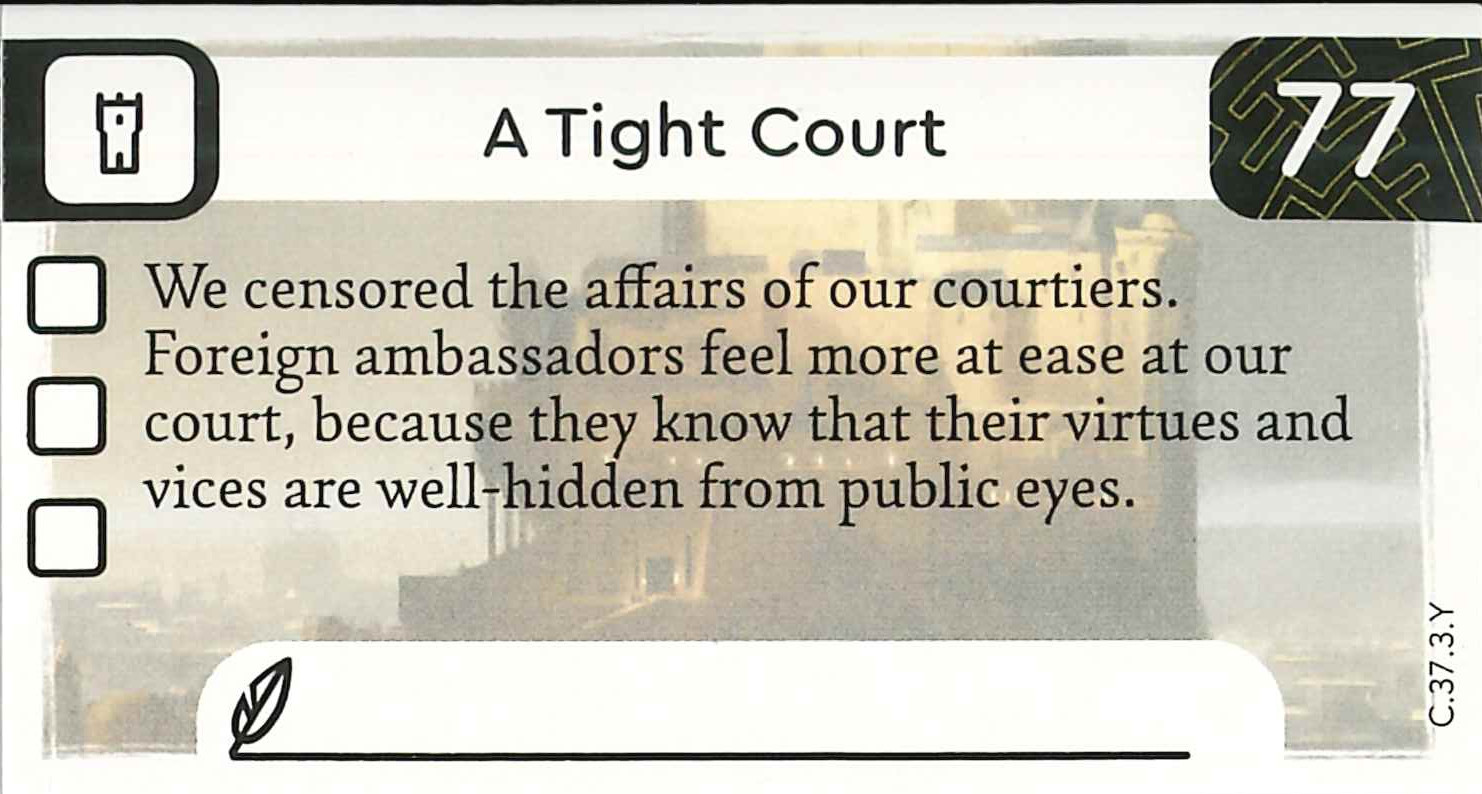 A Tight Court
77
We censored the affairs of our courtiers.
Foreign ambassadors feel more at ease at our
court, because they know that their virtues and
vices are well-hidden from public eyes.
C.37.3.Y